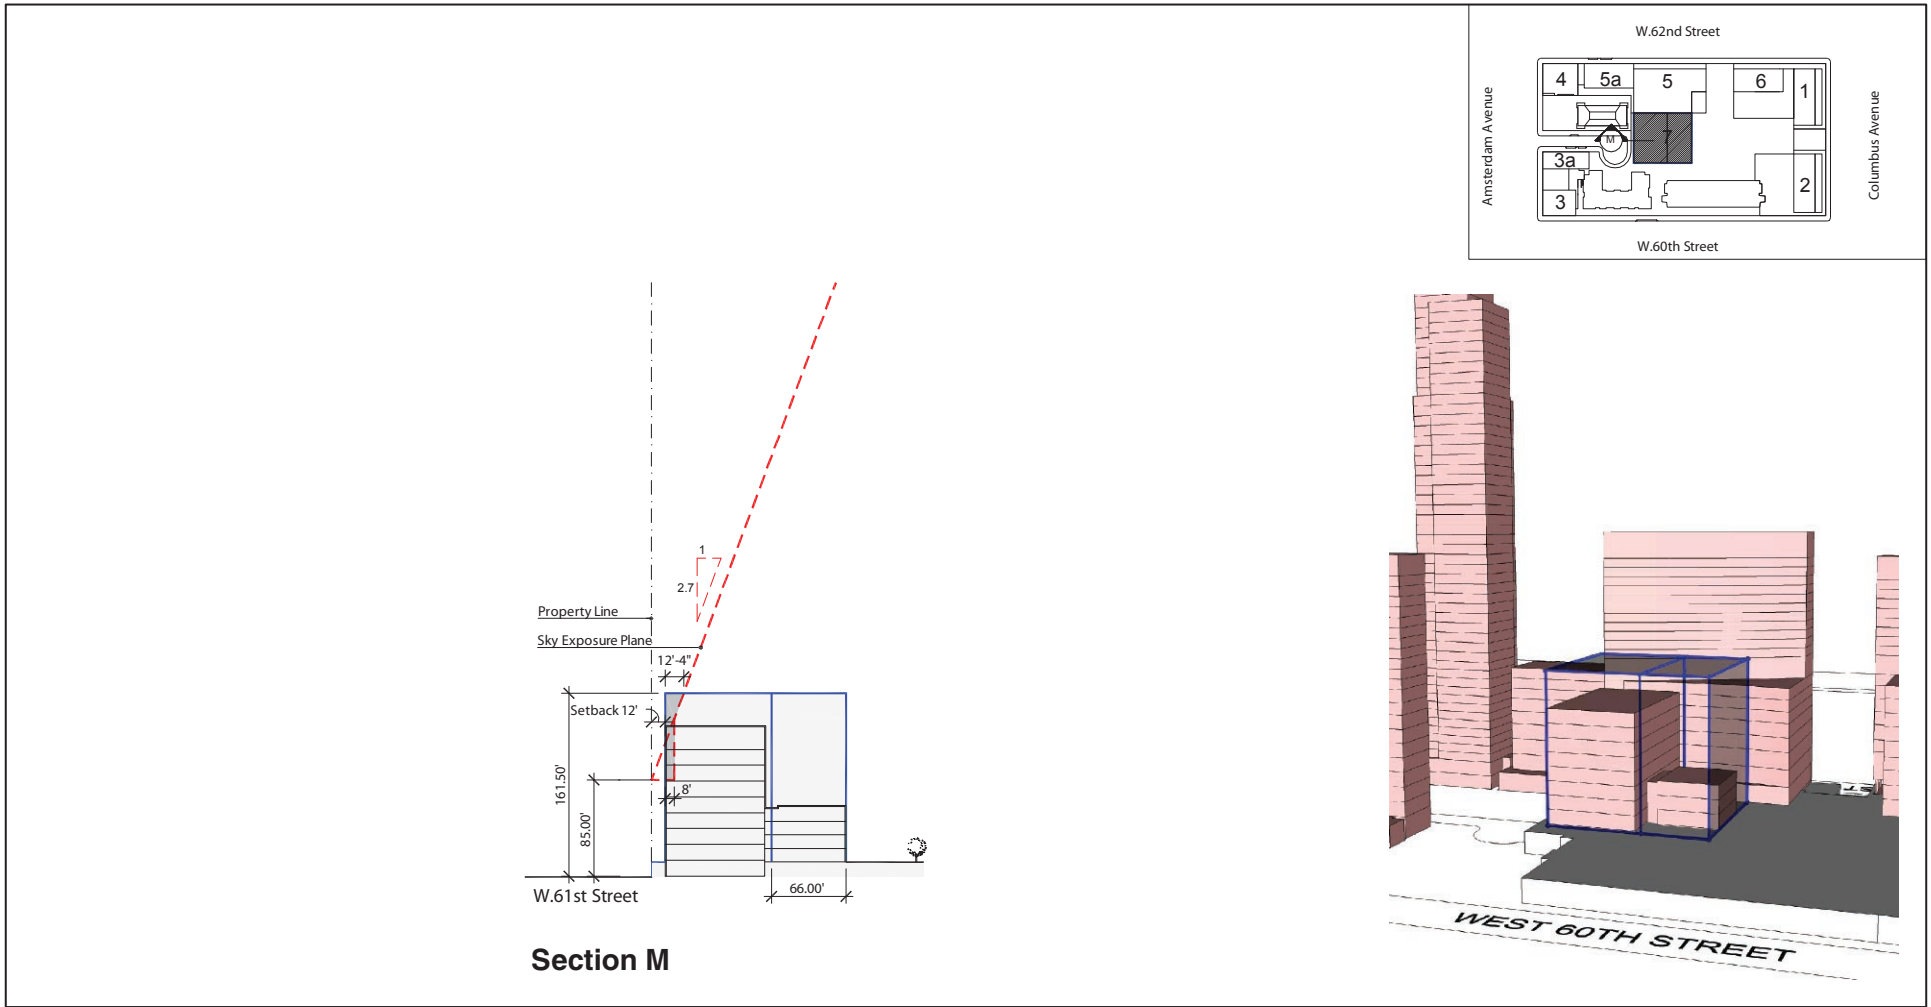 W.62nd Street
4
5a
5
6
1
Amsterdam Avenue
Columbus Avenue
M
7
3a
3
2
W.60th Street
1
2.7
Property Line
Sky Exposure Plane
12'-4"
Setback 12'
161.50'
85.00'
8'
66.00'
W.61st Street
Section M
WEST 60TH STREET